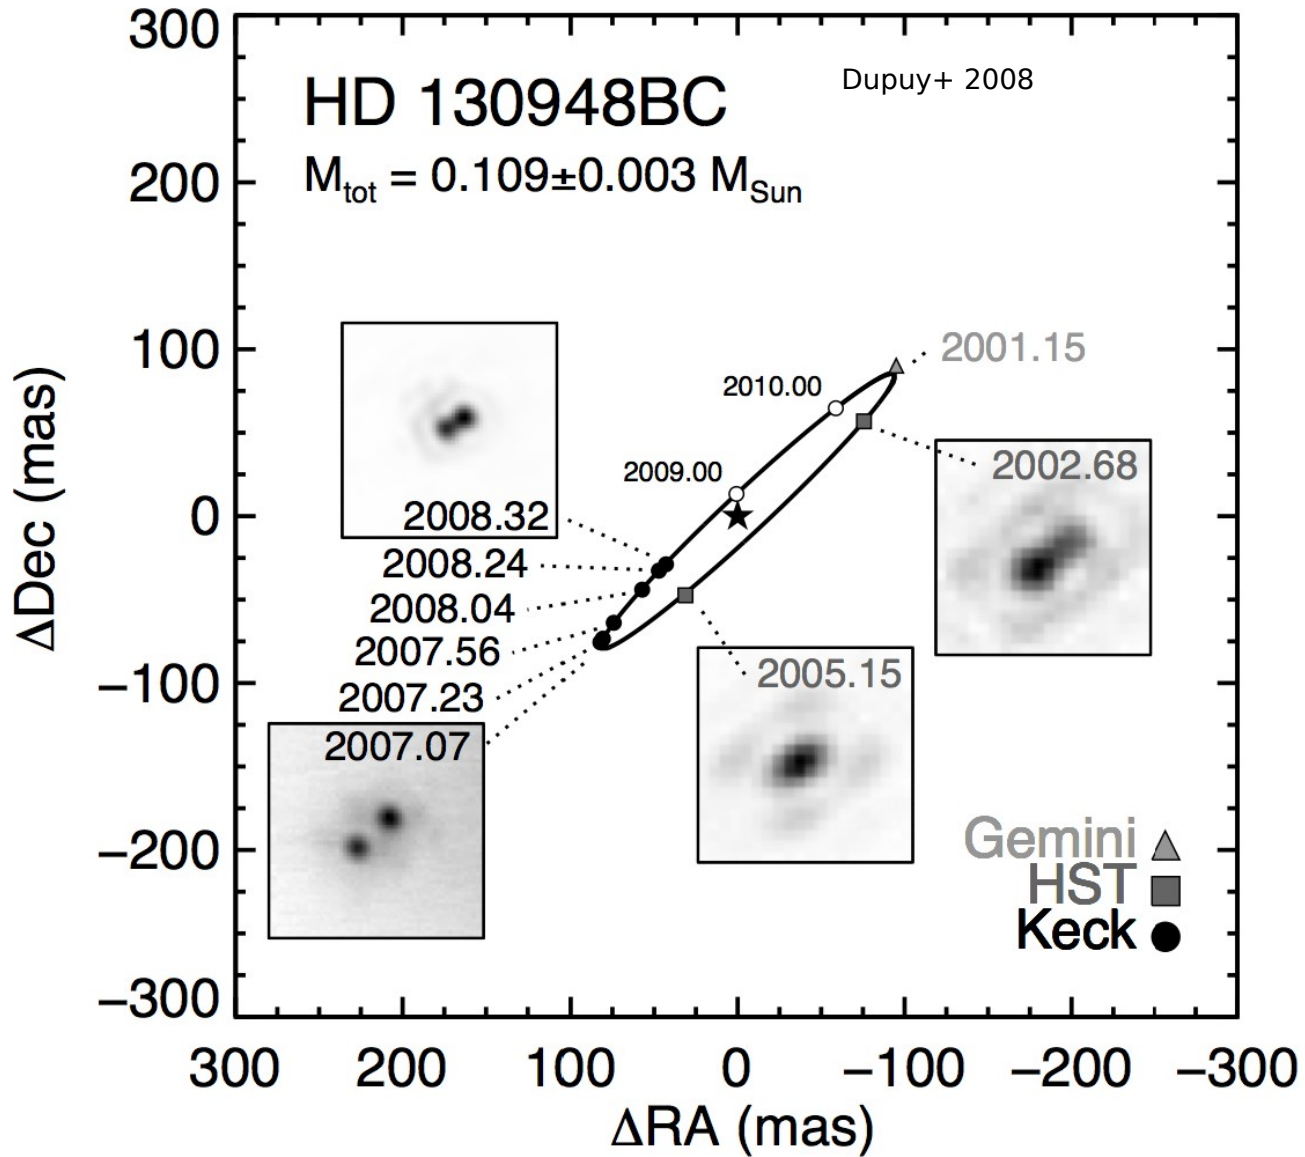 300
200
100
0
−100
−200
−300
ΔDec (mas)
HD 130948BC
Dupuy+ 2008
M_tot = 0.109±0.003 M_Sun
2001.15
2010.00
2009.00
2002.68
2008.32
2008.24
2008.04
2007.56
2007.23
2007.07
2005.15
Gemini
HST
Keck
300 200 100 0 −100 −200 −300
ΔRA (mas)